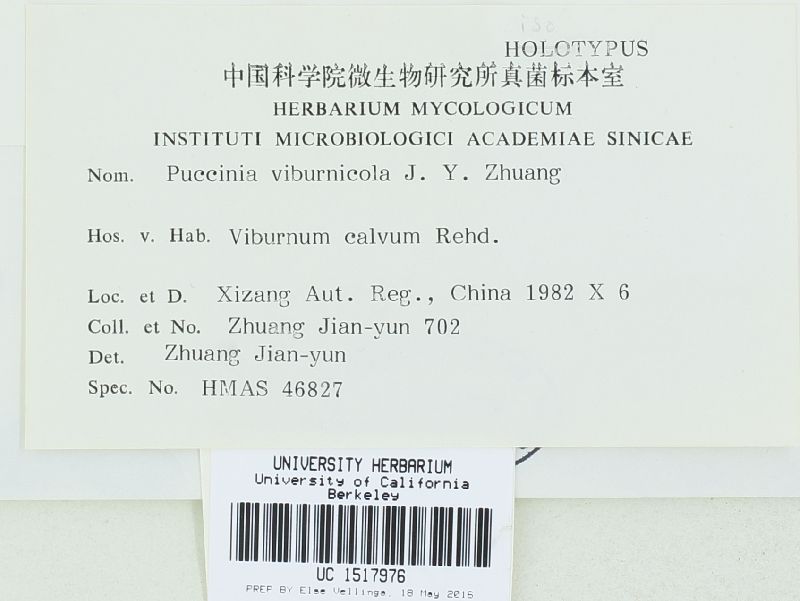 HOLOTYPUS
中国科学院微生物研究所真菌标本室
HERBARIUM MYCOLOGICUM
INSTITUTI MICROBIOLOGICI ACADEMIAE SINICAE
Nom. Puccinia viburnicola J. Y. Zhuang
Hos. v. Hab. Viburnum calvum Rehd.
Loc. et D. Xizang Aut. Reg., China 1982 X 6
Coll. et No. Zhuang Jian-yun 702
Det. Zhuang Jian-yun
Spec. No. HMAS 46827
UNIVERSITY HERBARIUM
University of California
Berkeley
UC 1517976
PREP BY Else Vellinga, 18 May 2015